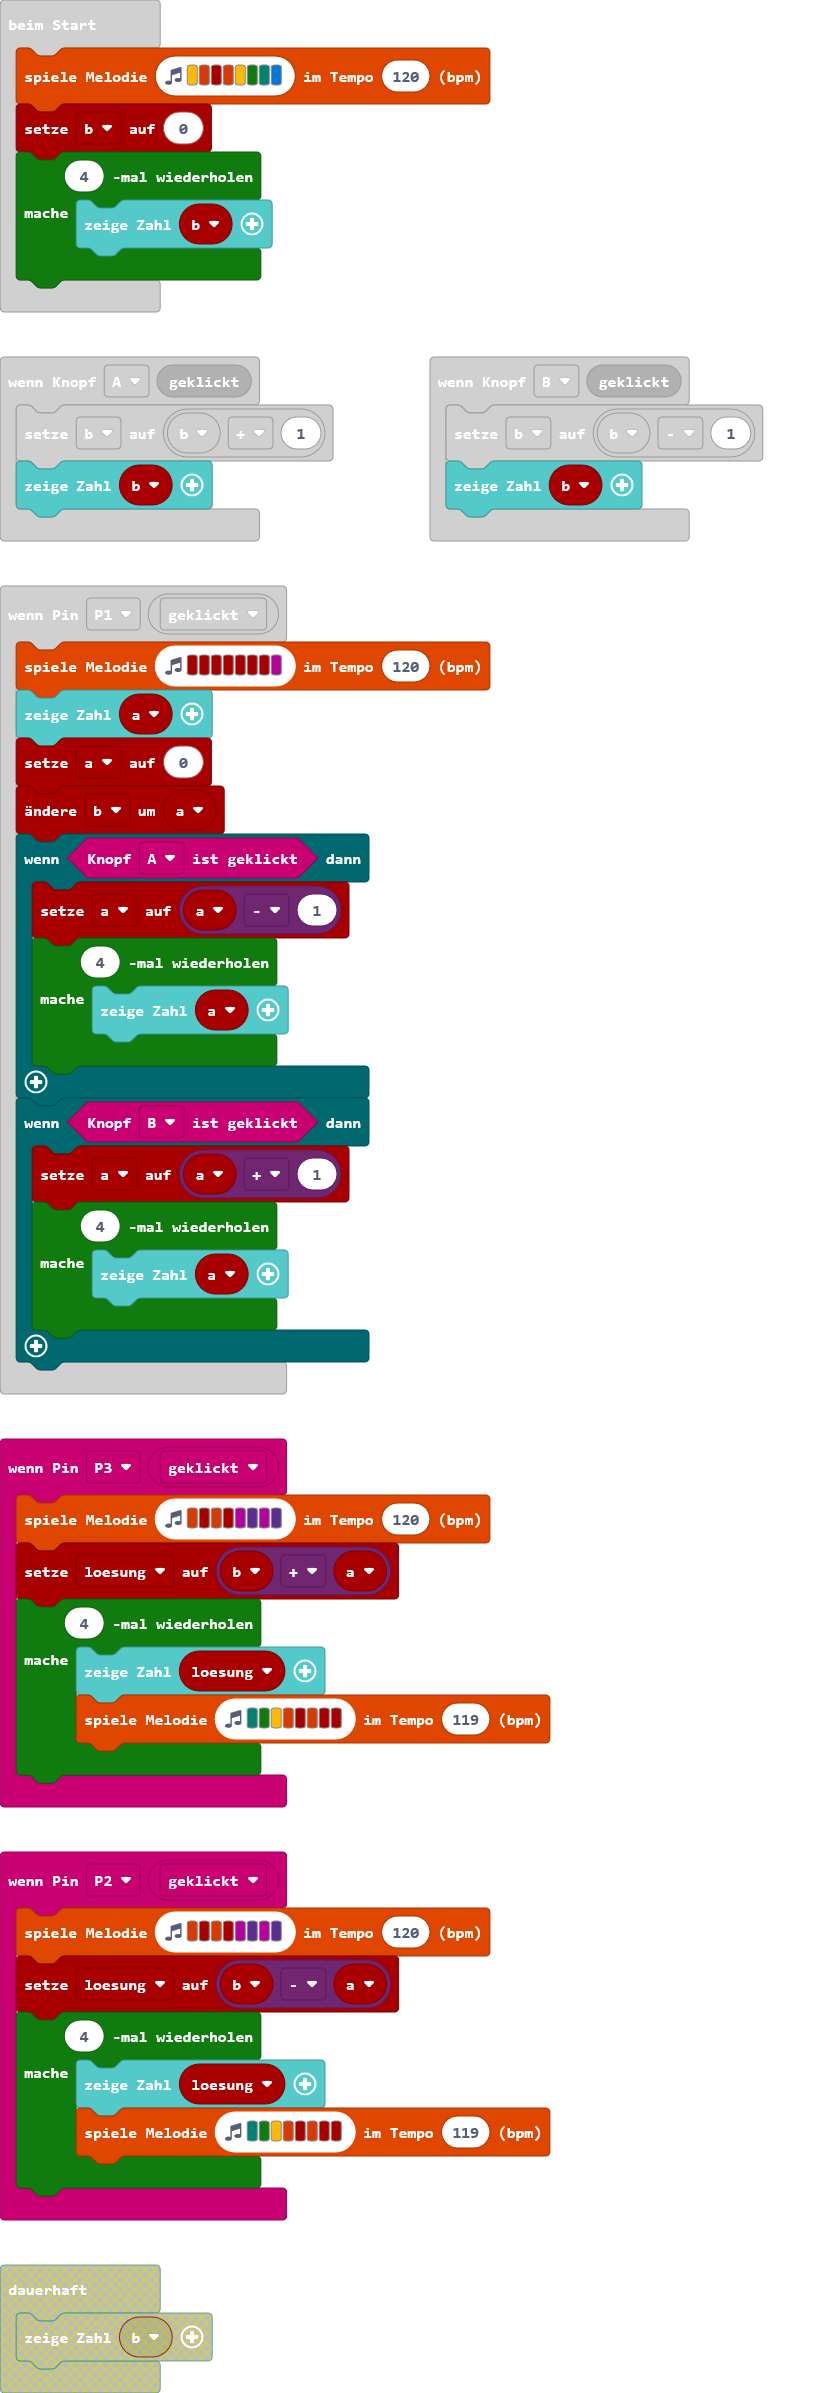 beim Start
spiele Melodie im Tempo 120 (bpm)
setze b auf 0
4 -mal wiederholen
mache
zeige Zahl b
wenn Knopf A geklickt
setze b auf b + 1
zeige Zahl b
wenn Knopf B geklickt
setze b auf b - 1
zeige Zahl b
wenn Pin P1 geklickt
spiele Melodie im Tempo 120 (bpm)
zeige Zahl a
setze a auf 0
ändere b um a
wenn Knopf A ist geklickt dann
setze a auf a - 1
4 -mal wiederholen
mache
zeige Zahl a
wenn Knopf B ist geklickt dann
setze a auf a + 1
4 -mal wiederholen
mache
zeige Zahl a
wenn Pin P3 geklickt
spiele Melodie im Tempo 120 (bpm)
setze loesung auf b + a
4 -mal wiederholen
mache
zeige Zahl loesung
spiele Melodie im Tempo 119 (bpm)
wenn Pin P2 geklickt
spiele Melodie im Tempo 120 (bpm)
setze loesung auf b - a
4 -mal wiederholen
mache
zeige Zahl loesung
spiele Melodie im Tempo 119 (bpm)
dauerhaft
zeige Zahl b